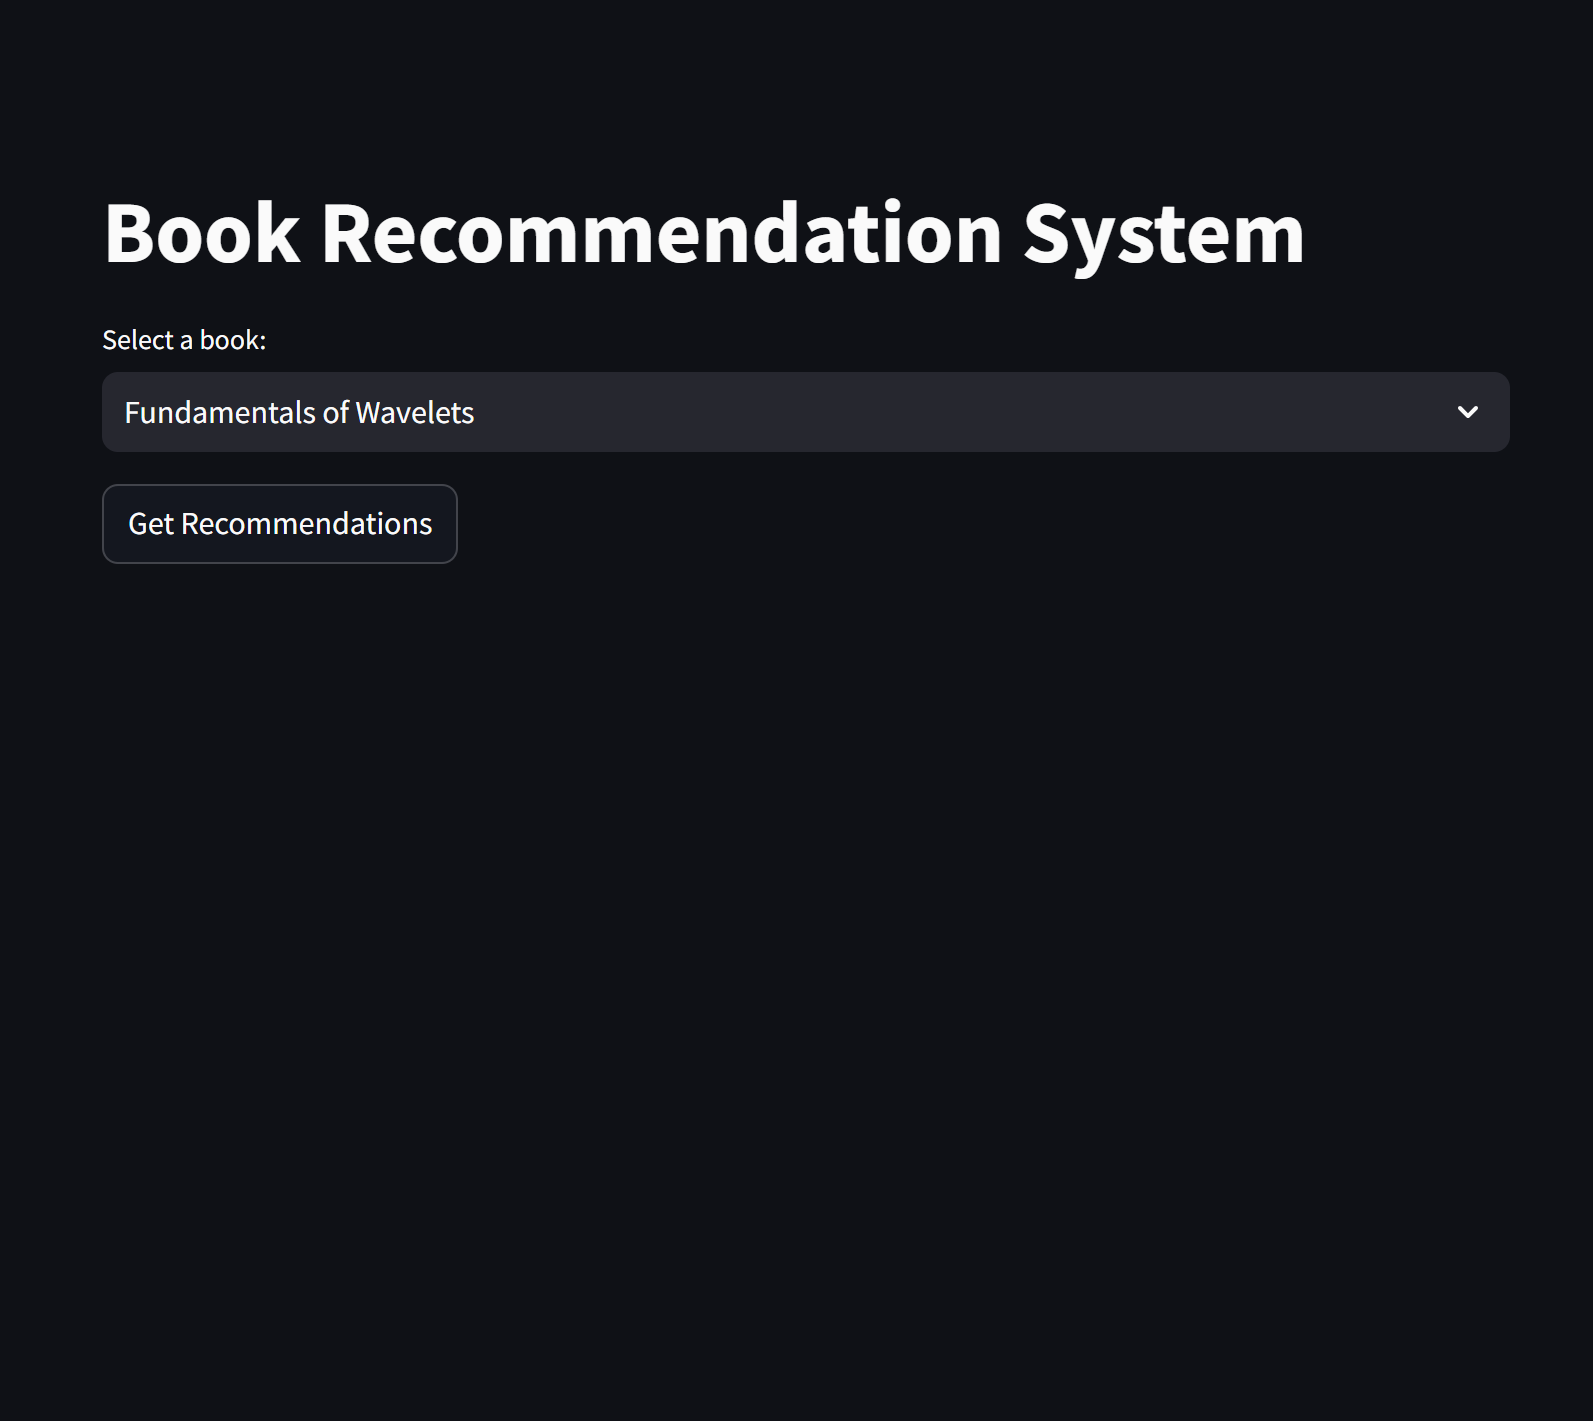 Book Recommendation System
Select a book:
Fundamentals of Wavelets
Get Recommendations